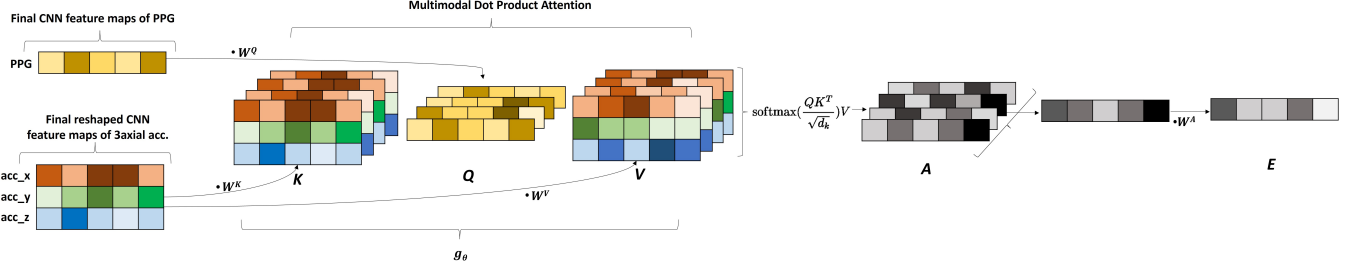 Multimodal Dot Product Attention
Final CNN feature maps of PPG
PPG
• W^Q
Final reshaped CNN
feature maps of 3axial acc.
acc_x
acc_y
acc_z
• W^K
• W^V
K
Q
V
g_θ
softmax(QK^T/√d_k)V
A
•W^A
E